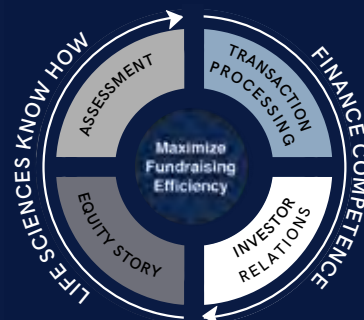 LIFE SCIENCES KNOW HOW
FINANCE COMPETENCE
ASSESSMENT
TRANSACTION
PROCESSING
Maximize
Fundraising
Efficiency
EQUITY STORY
INVESTOR
RELATIONS